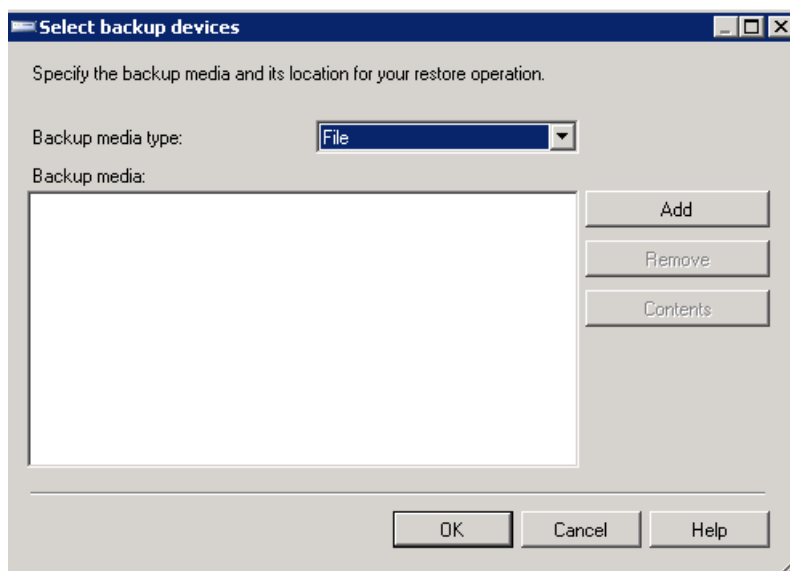 Select backup devices
Specify the backup media and its location for your restore operation.
Backup media type:
File
Backup media:
Add
Remove
Contents
OK
Cancel
Help